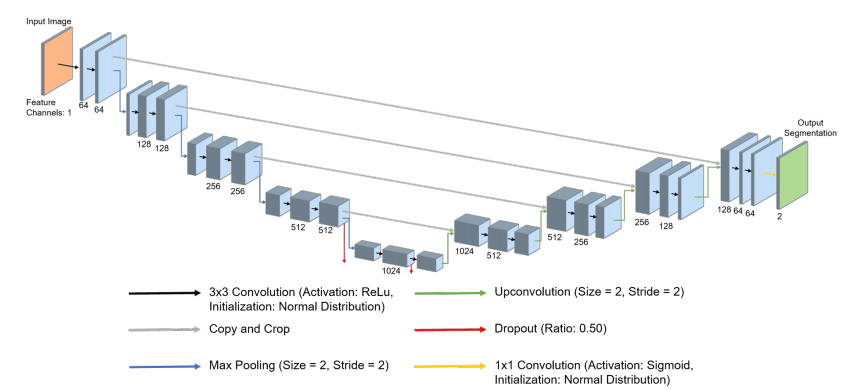 Input Image
Feature
Channels: 1
64
64
128
128
256
256
512
512
1024
1024
512
512
256
256
128
128
64
64
2
Output
Segmentation
3x3 Convolution (Activation: ReLu,
Initialization: Normal Distribution)
Upconvolution (Size = 2, Stride = 2)
Copy and Crop
Dropout (Ratio: 0.50)
Max Pooling (Size = 2, Stride = 2)
1x1 Convolution (Activation: Sigmoid,
Initialization: Normal Distribution)